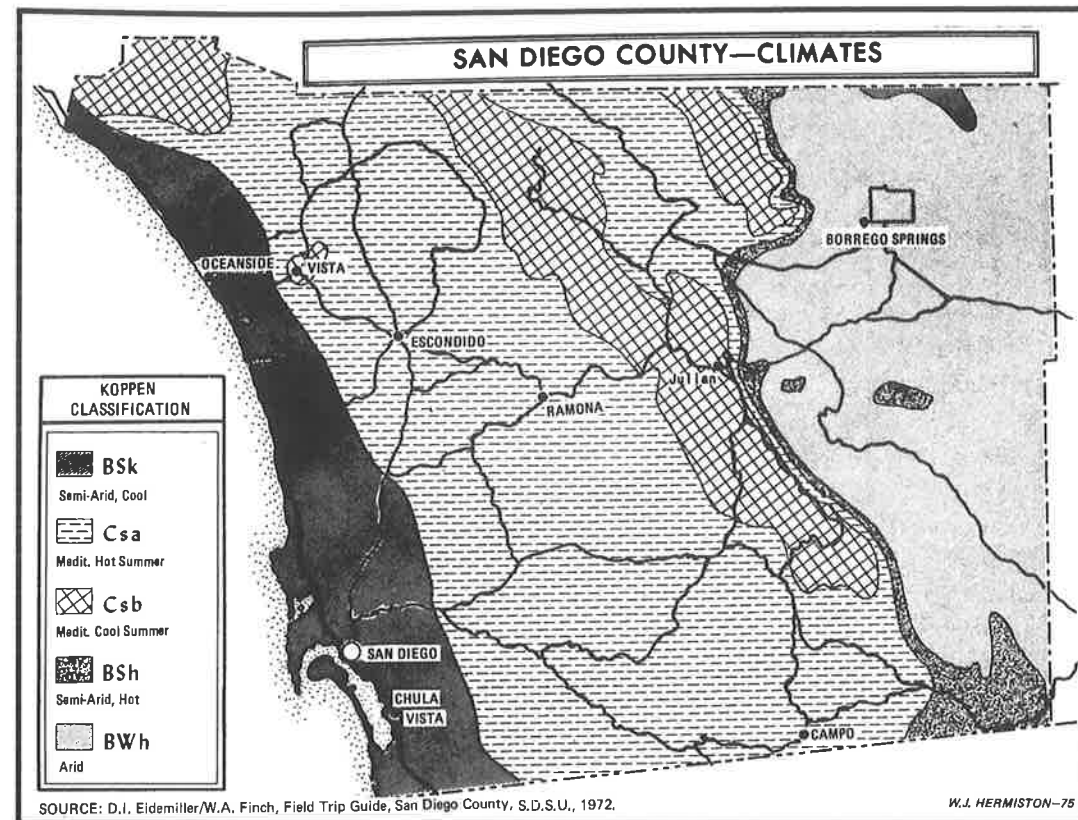 SAN DIEGO COUNTY—CLIMATES
BORREGO SPRINGS
OCEANSIDE
VISTA
ESCONDIDO
Julian
RAMONA
KOPPEN
CLASSIFICATION
BSk
Semi-Arid, Cool
Csa
Medit. Hot Summer
Csb
Medit. Cool Summer
BSh
Semi-Arid, Hot
BWh
Arid
SAN DIEGO
CHULA
VISTA
CAMPO
SOURCE: D.I. Eidemiller/W.A. Finch, Field Trip Guide, San Diego County, S.D.S.U., 1972.
W.J. HERMISTON—75